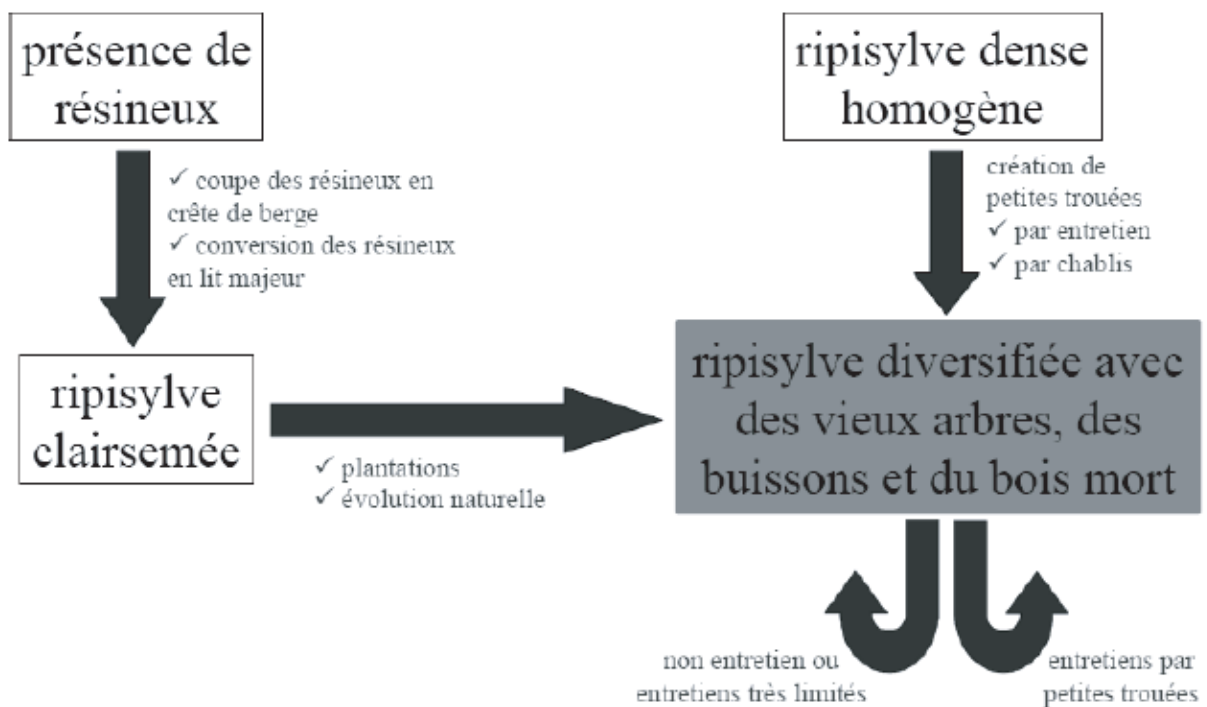 présence de
résineux
✓ coupe des résineux en
crête de berge
✓ conversion des résineux
en lit majeur
ripisylve
clairsemée
✓ plantations
✓ évolution naturelle
ripisylve dense
homogène
création de
petites trouées
✓ par entretien
✓ par chablis
ripisylve diversifiée avec
des vieux arbres, des
buissons et du bois mort
non entretien ou
entretiens très limités
entretiens par
petites trouées